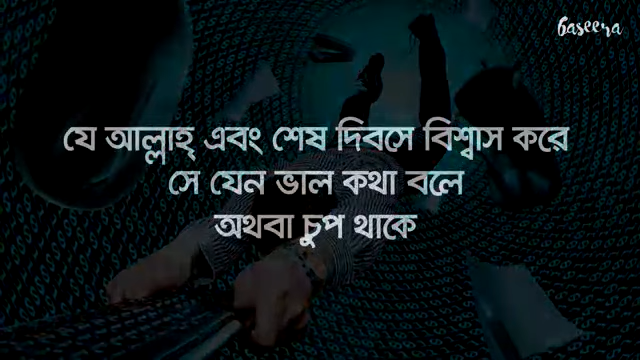 baseera
যে আল্লাহ্ এবং শেষ দিবসে বিশ্বাস করে
সে যেন ভাল কথা বলে
অথবা চুপ থাকে